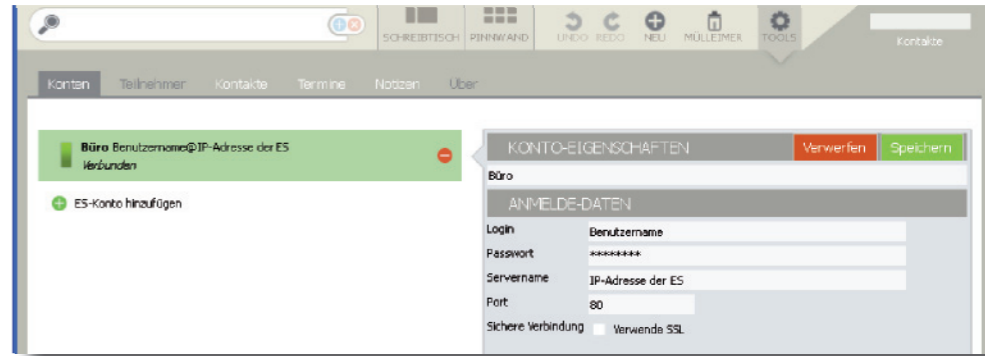 SCHREIBTISCH PINNWAND UNDO REDO NEU MÜLLEIMER TOOLS
Kontakte
Konten Teilnehmer Kontakte Termine Notizen Über
Büro Benutzername@IP-Adresse der ES
Verbunden
ES-Konto hinzufügen
KONTO-EIGENSCHAFTEN Verwerfen Speichern
Büro
ANMELDE-DATEN
Login Benutzername
Passwort ********
Servername IP-Adresse der ES
Port 80
Sichere Verbindung Verwende SSL